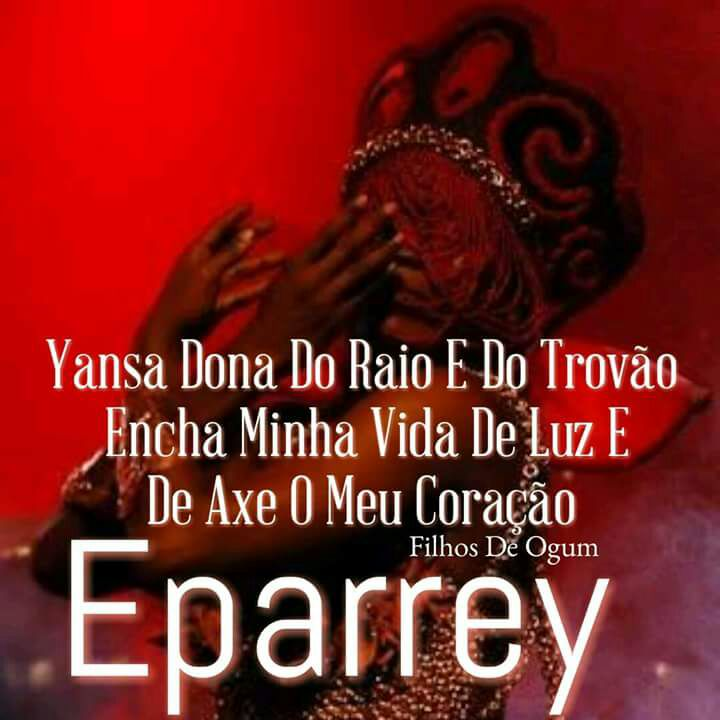 Yansa Dona Do Raio E Do Trovão
Encha Minha Vida De Luz E
De Axe O Meu Coração
Filhos De Ogum
Eparrey